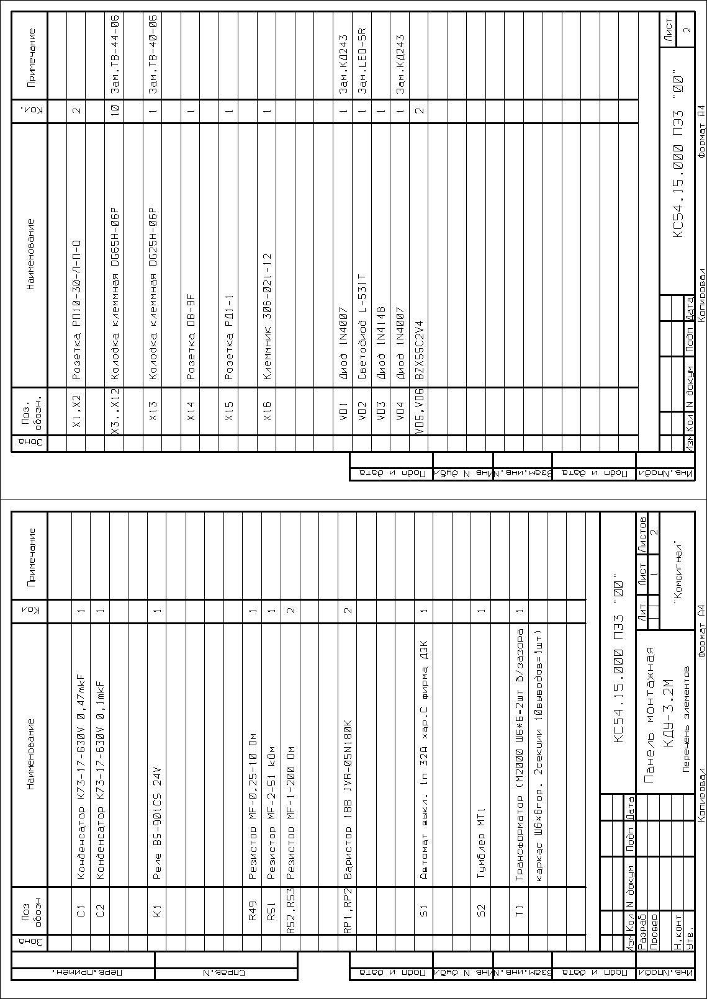 Зона Поз обозн Наименование Кол Примечание
C1 Конденсатор К73-17-630V 0,47mkF 1
C2 Конденсатор К73-17-630V 0,1mkF 1
K1 Реле BS-901CS 24V 1
R49 Резистор MF-0,25-10 Ом 1
R51 Резистор MF-2-51 кОм 1
R52,R53 Резистор MF-1-200 Ом 2
RP1,RP2 Варистор 18В JVR-05N180K 2
S1 Автомат выкл. 1п 32А хар.С фирма ДЭК 1
S2 Тумблер МТ1 1
T1 Трансформатор (М2000 Ш6*6=2шт б/зазора 1
каркас Ш6*6гор. 2секции 10выводов=1шт)
КС54.15.000 ПЭ3 "00"
Изм Кол N докум Подп Дата
Разраб
Провер
Н.конт
Утв.
Панель монтажная
КДУ-3.2М
Перечень элементов
Лит Лист Листов
1 2
"Комсигнал"
Копировал Формат А4
Перв.примен.
Справ.N
Подп и дата
Инв N дубл
Взам.инв.N
Подп и дата
Инв.Nподл
Зона Поз. обозн. Наименование Кол. Примечание
X1,X2 Розетка РП10-30-Л-П-О 2
X3..X12 Колодка клеммная DG65H-06P 10 Зам.ТВ-44-06
X13 Колодка клеммная DG25H-06P 1 Зам.ТВ-40-06
X14 Розетка DB-9F 1
X15 Розетка РД1-1 1
X16 Клеммник 306-021-12 1
VD1 Диод 1N4007 1 Зам.КД243
VD2 Светодиод L-531T 1 Зам.LED-5R
VD3 Диод 1N4148 1
VD4 Диод 1N4007 1 Зам.КД243
VD5,VD6 BZX55C2V4 2
КС54.15.000 ПЭ3 "00"
Лист
2
Изм Кол N докум Подп Дата
Копировал Формат А4
Подп и дата
Инв N дубл
Взам.инв.N
Подп и дата
Инв.Nподл